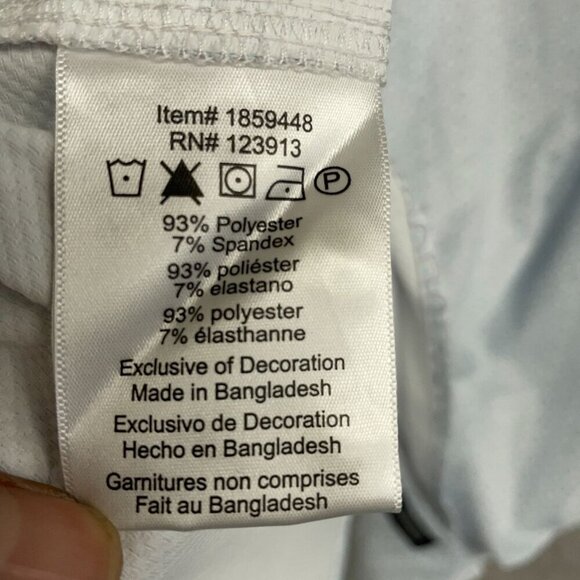 Item# 1859448
RN# 123913
P
93% Polyester
7% Spandex
93% poliéster
7% elastano
93% polyester
7% élasthanne
Exclusive of Decoration
Made in Bangladesh
Exclusivo de Decoration
Hecho en Bangladesh
Garnitures non comprises
Fait au Bangladesh